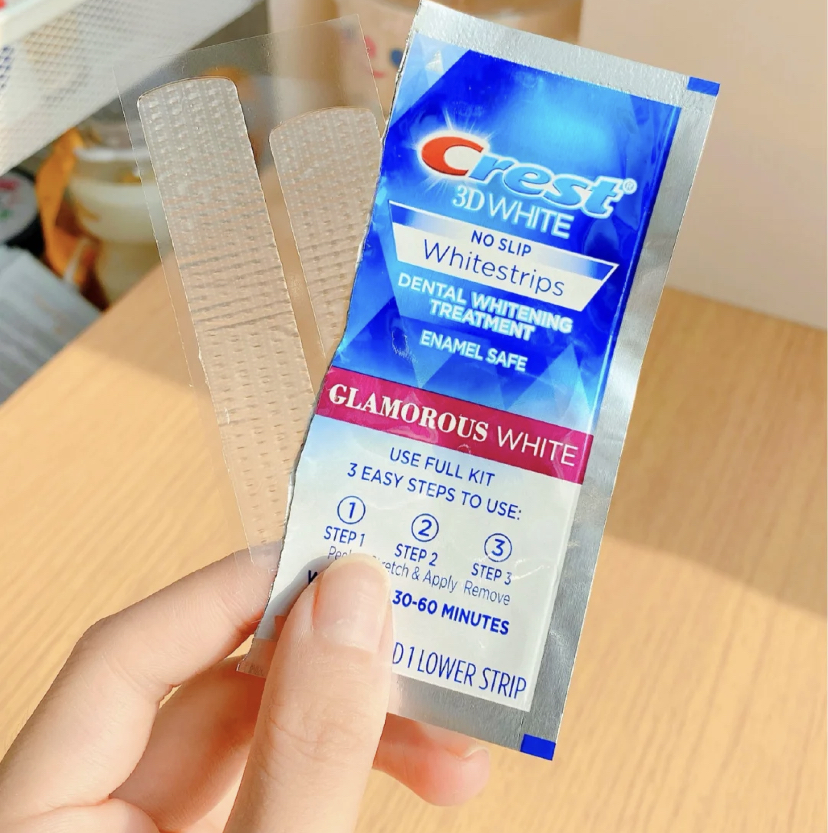 Crest®
3D WHITE
NO SLIP
Whitestrips
DENTAL WHITENING
TREATMENT
ENAMEL SAFE
GLAMOROUS WHITE
USE FULL KIT
3 EASY STEPS TO USE:
1 2 3
STEP 1 STEP 2 STEP 3
& Apply Remove
30-60 MINUTES
1 LOWER STRIP